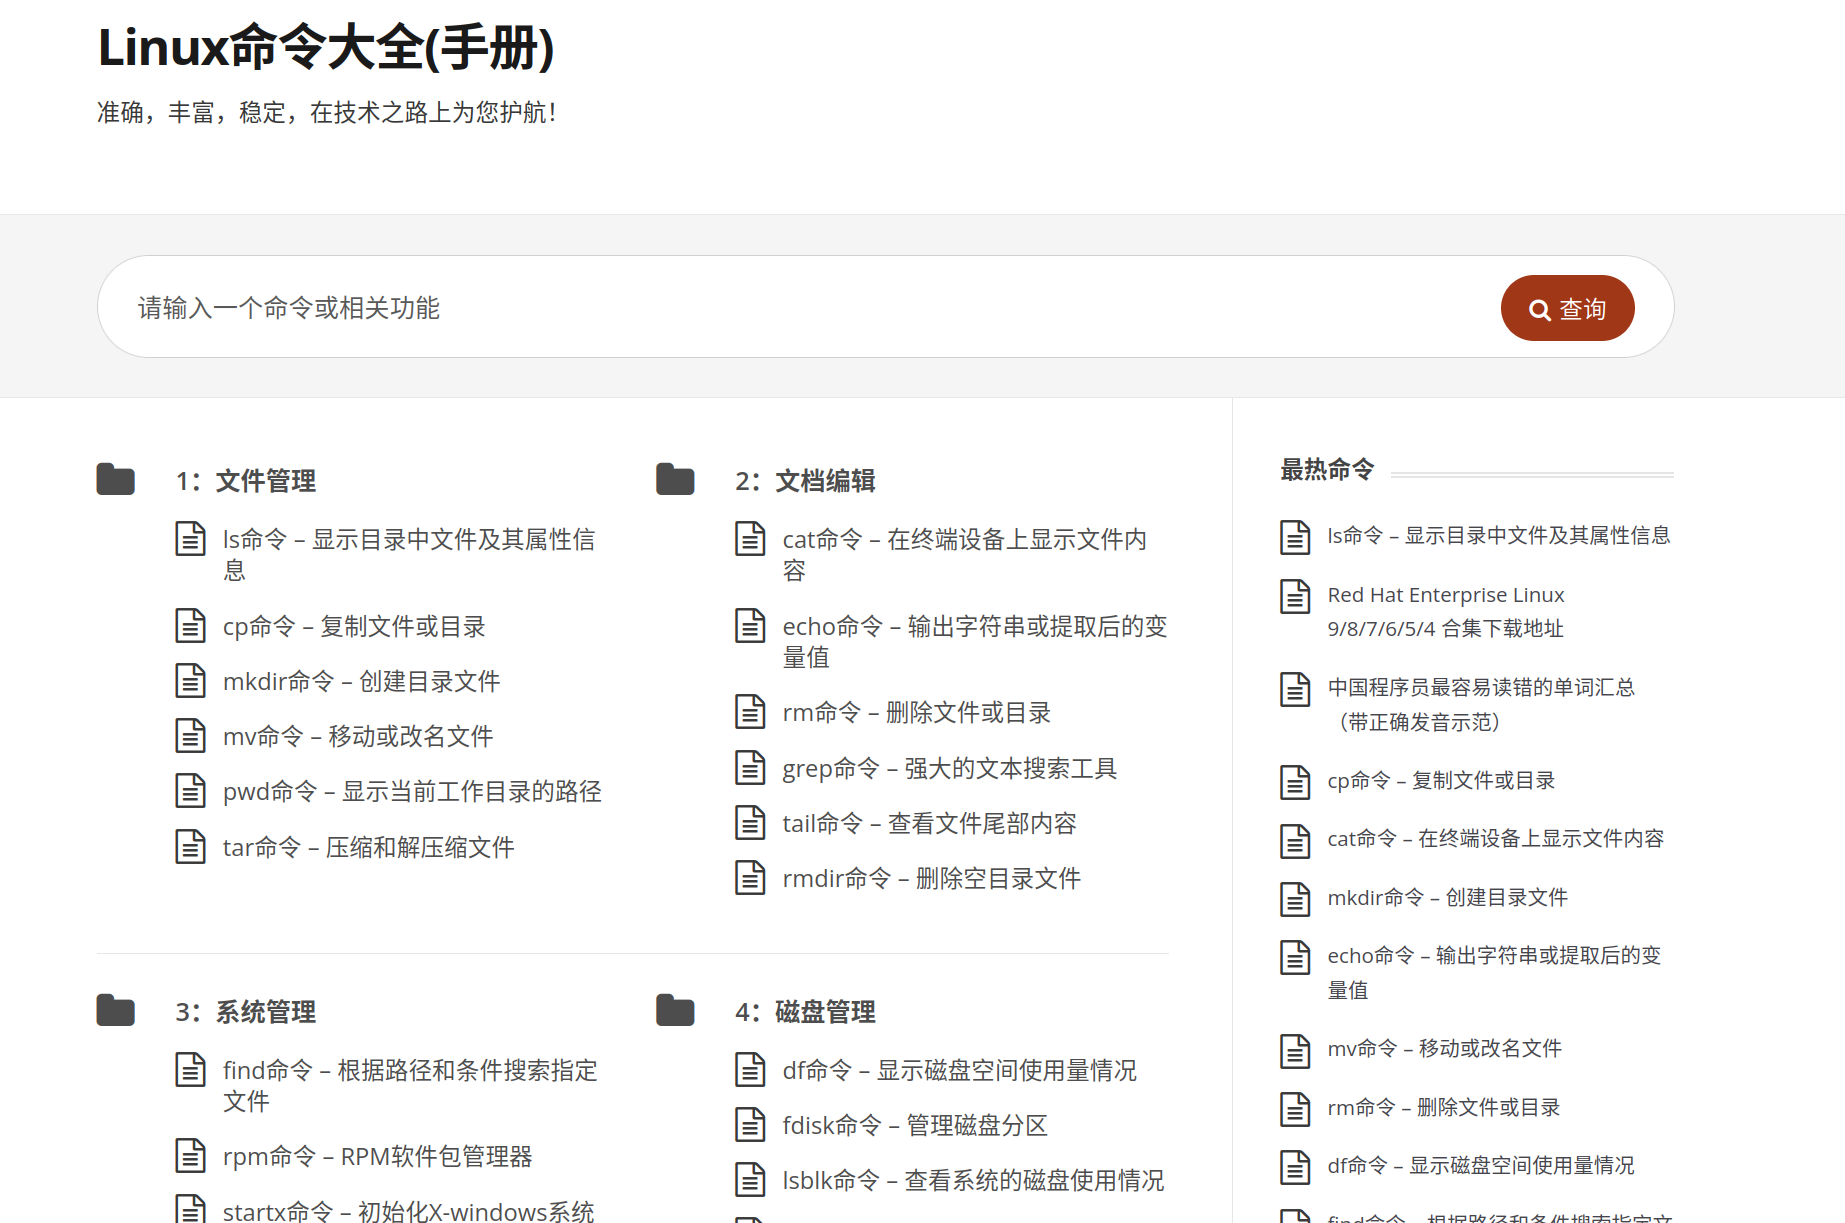 Linux命令大全(手册)
准确，丰富，稳定，在技术之路上为您护航！
请输入一个命令或相关功能
查询
1：文件管理
ls命令 – 显示目录中文件及其属性信
息
cp命令 – 复制文件或目录
mkdir命令 – 创建目录文件
mv命令 – 移动或改名文件
pwd命令 – 显示当前工作目录的路径
tar命令 – 压缩和解压缩文件
2：文档编辑
cat命令 – 在终端设备上显示文件内
容
echo命令 – 输出字符串或提取后的变
量值
rm命令 – 删除文件或目录
grep命令 – 强大的文本搜索工具
tail命令 – 查看文件尾部内容
rmdir命令 – 删除空目录文件
3：系统管理
find命令 – 根据路径和条件搜索指定
文件
rpm命令 – RPM软件包管理器
startx命令 – 初始化X-windows系统
4：磁盘管理
df命令 – 显示磁盘空间使用量情况
fdisk命令 – 管理磁盘分区
lsblk命令 – 查看系统的磁盘使用情况
最热命令
ls命令 – 显示目录中文件及其属性信息
Red Hat Enterprise Linux
9/8/7/6/5/4 合集下载地址
中国程序员最容易读错的单词汇总
（带正确发音示范）
cp命令 – 复制文件或目录
cat命令 – 在终端设备上显示文件内容
mkdir命令 – 创建目录文件
echo命令 – 输出字符串或提取后的变
量值
mv命令 – 移动或改名文件
rm命令 – 删除文件或目录
df命令 – 显示磁盘空间使用量情况
find命令 – 根据路径和条件搜索指定文